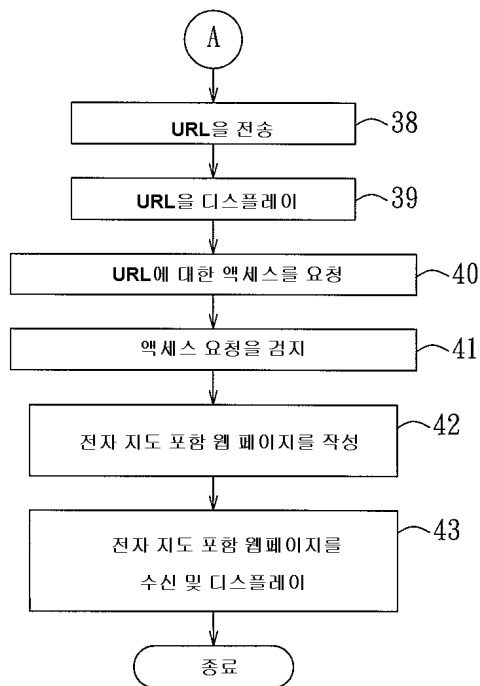 A
URL을 전송
38
URL을 디스플레이
39
URL에 대한 액세스를 요청
40
액세스 요청을 검지
41
전자 지도 포함 웹 페이지를 작성
42
전자 지도 포함 웹페이지를
수신 및 디스플레이
43
종료